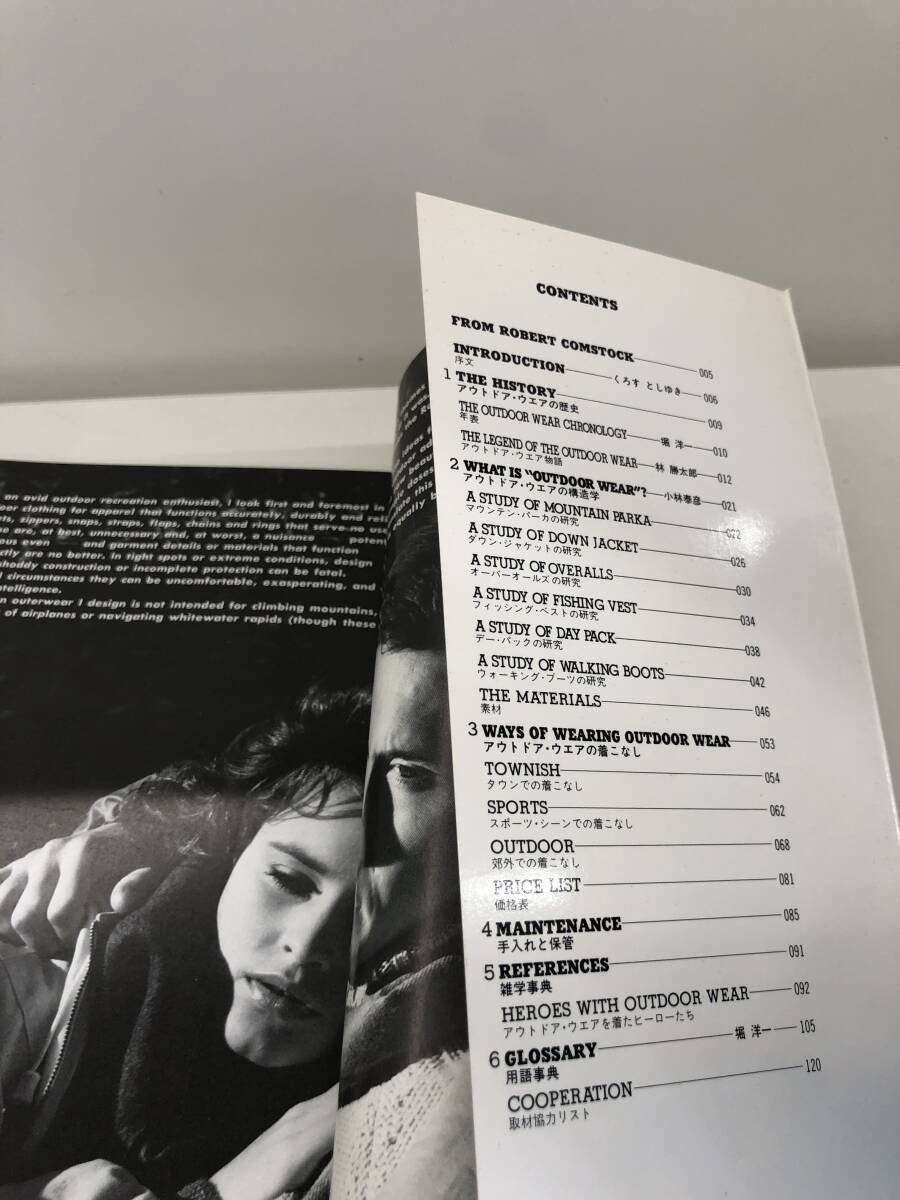 an avid outdoor recreation enthusiast, I look first and foremost in
clothing for apparel that functions accurately, durably and
zippers, snaps, straps, flaps, chains and rings that serve
are, at best, unnecessary and, at worst, a nuisance
even and garment details or materials that function
are no better. In tight spots or extreme conditions, design
construction or incomplete protection can be fatal.
circumstances they can be uncomfortable, exasperating, and
outerwear I design is not intended for climbing mountains,
of airplanes or navigating whitewater rapids (though these
ideas
this
equally
CONTENTS
FROM ROBERT COMSTOCK 005
INTRODUCTION くろす としゆき 006
序文
1 THE HISTORY 009
アウトドア・ウエアの歴史
THE OUTDOOR WEAR CHRONOLOGY 堀 洋一 010
年表
THE LEGEND OF THE OUTDOOR WEAR 林 勝太郎 012
アウトドア・ウエア物語
2 WHAT IS "OUTDOOR WEAR"? 小林泰彦 021
アウトドア・ウエアの構造学
A STUDY OF MOUNTAIN PARKA 022
マウンテン・パーカの研究
A STUDY OF DOWN JACKET 026
ダウン・ジャケットの研究
A STUDY OF OVERALLS 030
オーバーオールズの研究
A STUDY OF FISHING VEST 034
フィッシング・ベストの研究
A STUDY OF DAY PACK 038
デー・パックの研究
A STUDY OF WALKING BOOTS 042
ウォーキング・ブーツの研究
THE MATERIALS 046
素材
3 WAYS OF WEARING OUTDOOR WEAR 053
アウトドア・ウエアの着こなし
TOWNISH 054
タウンでの着こなし
SPORTS 062
スポーツ・シーンでの着こなし
OUTDOOR 068
郊外での着こなし
PRICE LIST 081
価格表
4 MAINTENANCE 085
手入れと保管
5 REFERENCES 091
雑学事典
HEROES WITH OUTDOOR WEAR 092
アウトドア・ウエアを着たヒーローたち
6 GLOSSARY 堀 洋一 105
用語事典
COOPERATION 120
取材協力リスト